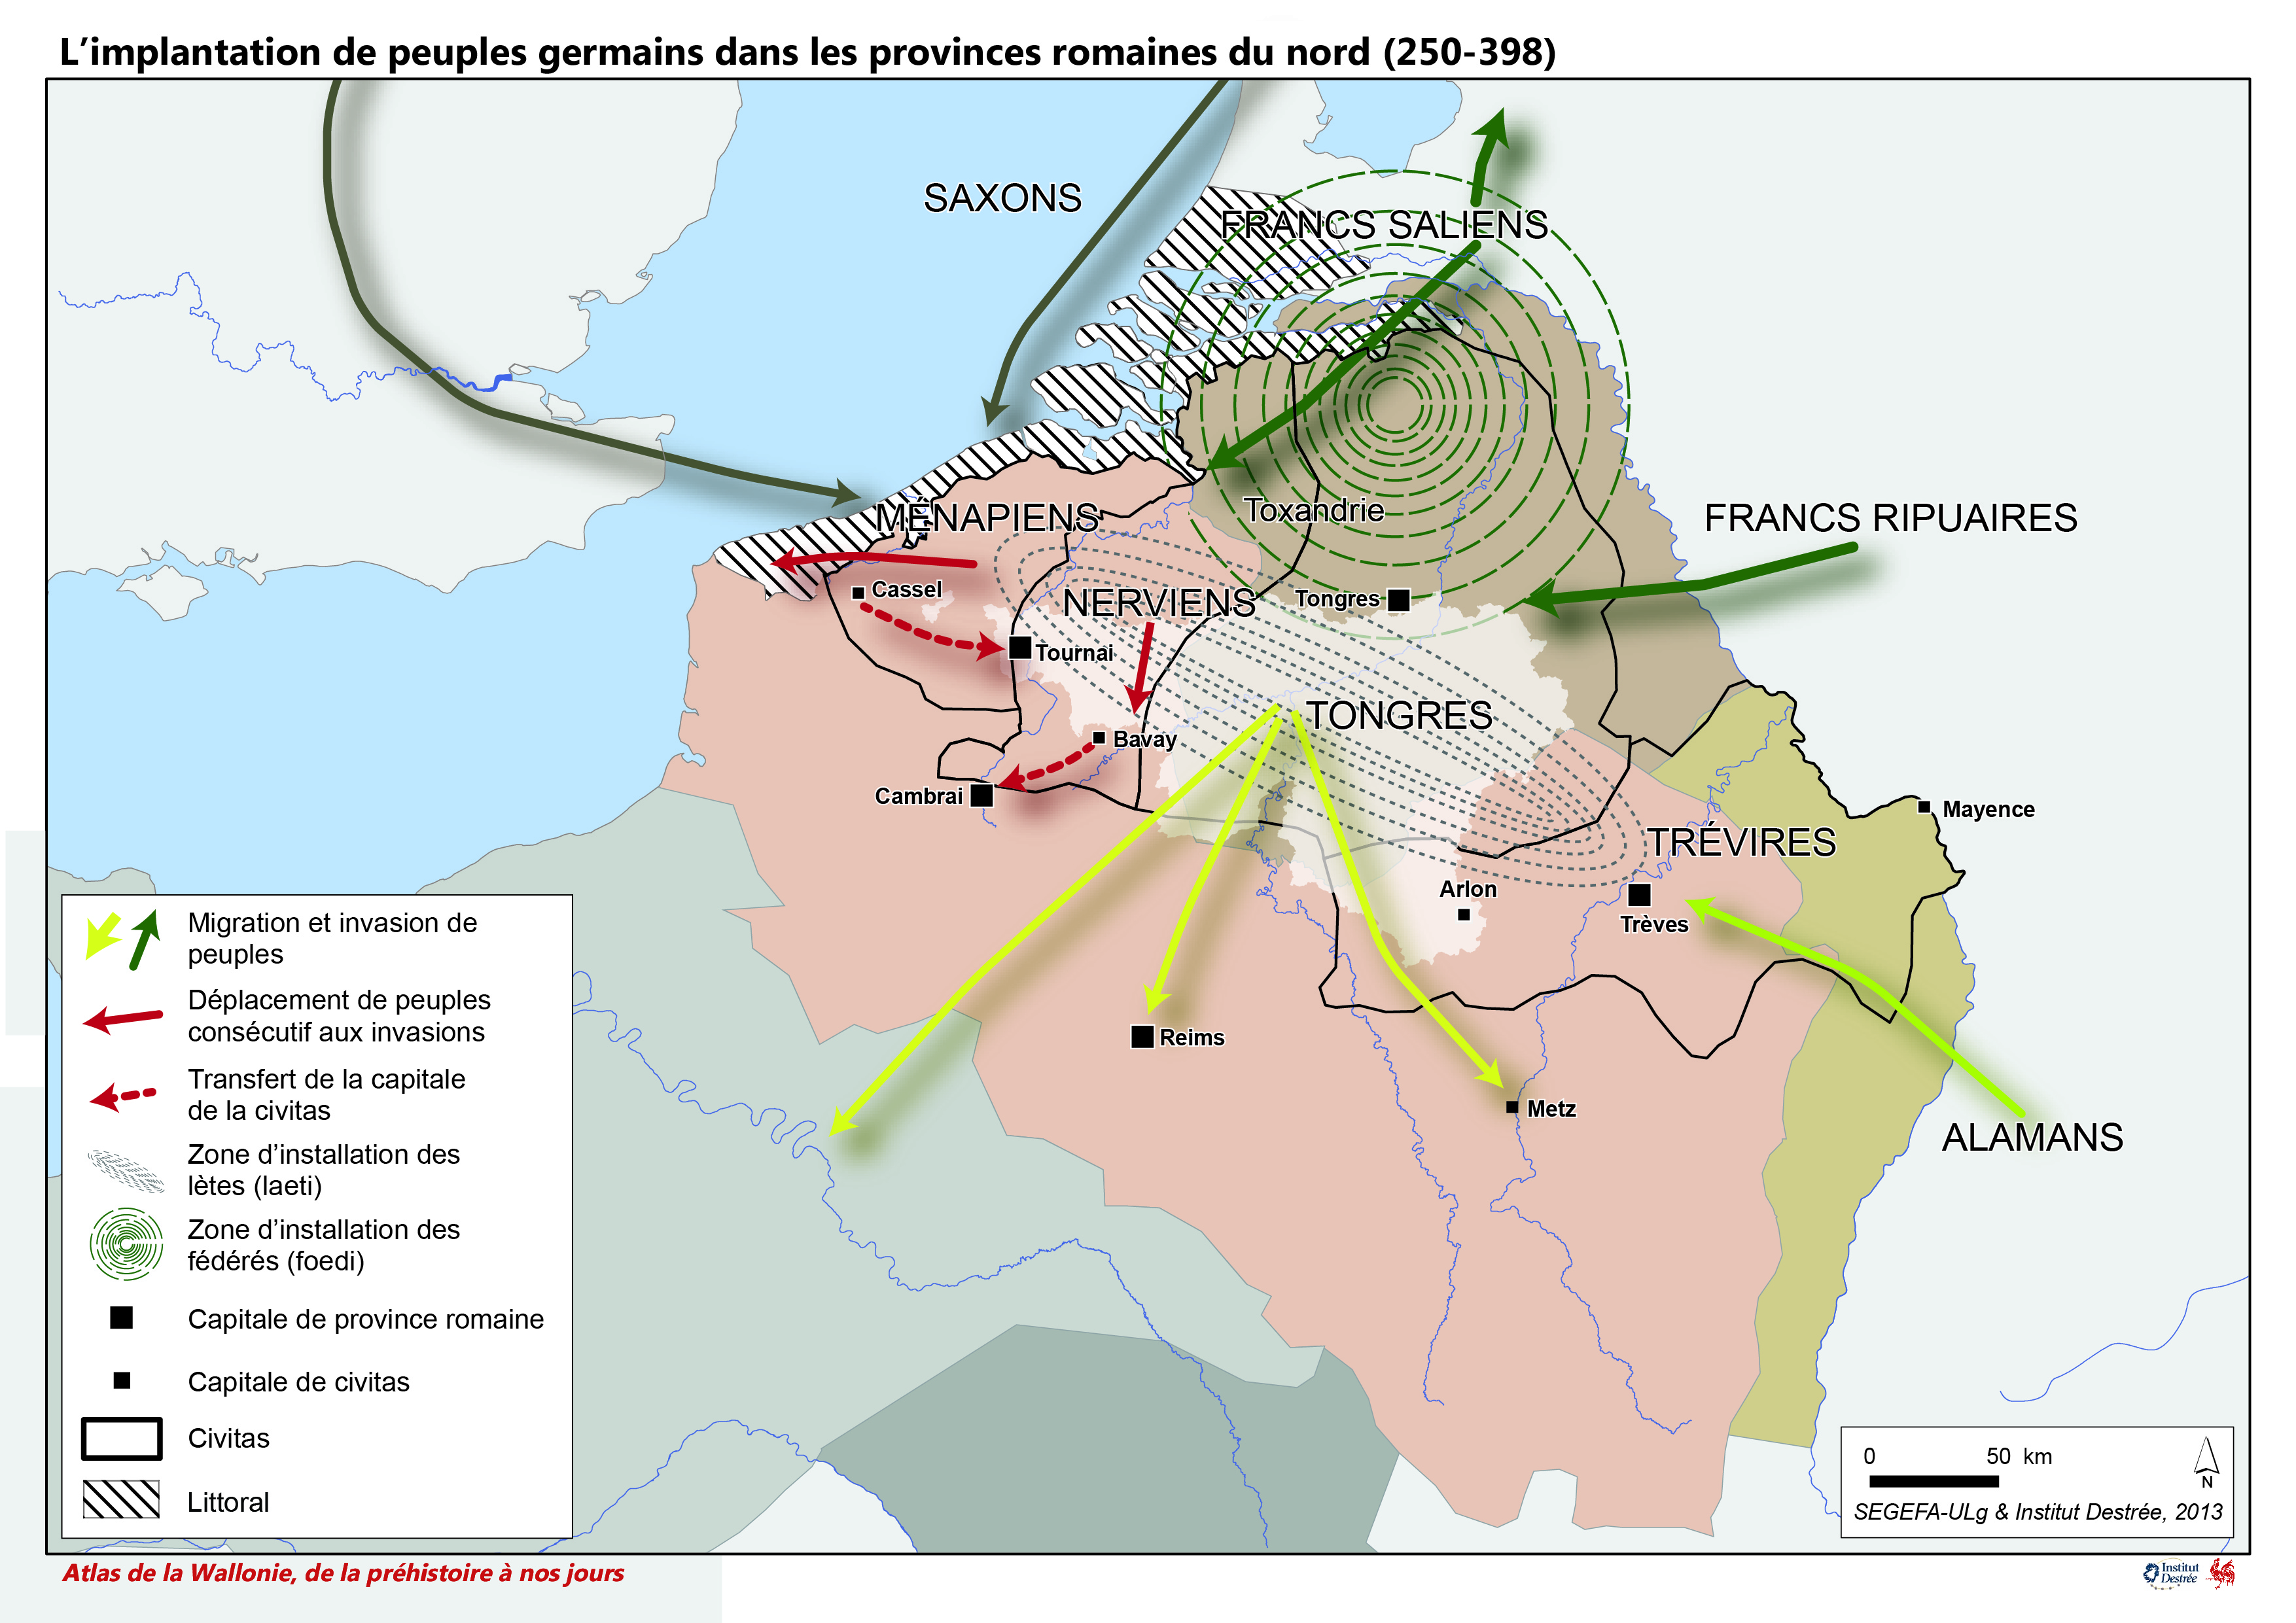 L’implantation de peuples germains dans les provinces romaines du nord (250-398)
SAXONS
FRANCS SALIENS
MÉNAPIENS
Toxandrie
FRANCS RIPUAIRES
Cassel
NERVIENS
Tongres
Tournai
TONGRES
Bavay
Cambrai
Mayence
TRÉVIRES
Arlon
Trèves
Reims
Metz
ALAMANS
Migration et invasion de
peuples
Déplacement de peuples
consécutif aux invasions
Transfert de la capitale
de la civitas
Zone d’installation des
lètes (laeti)
Zone d’installation des
fédérés (foedi)
Capitale de province romaine
Capitale de civitas
Civitas
Littoral
0 50 km
N
SEGEFA-ULg & Institut Destrée, 2013
Atlas de la Wallonie, de la préhistoire à nos jours
Institut
Destrée